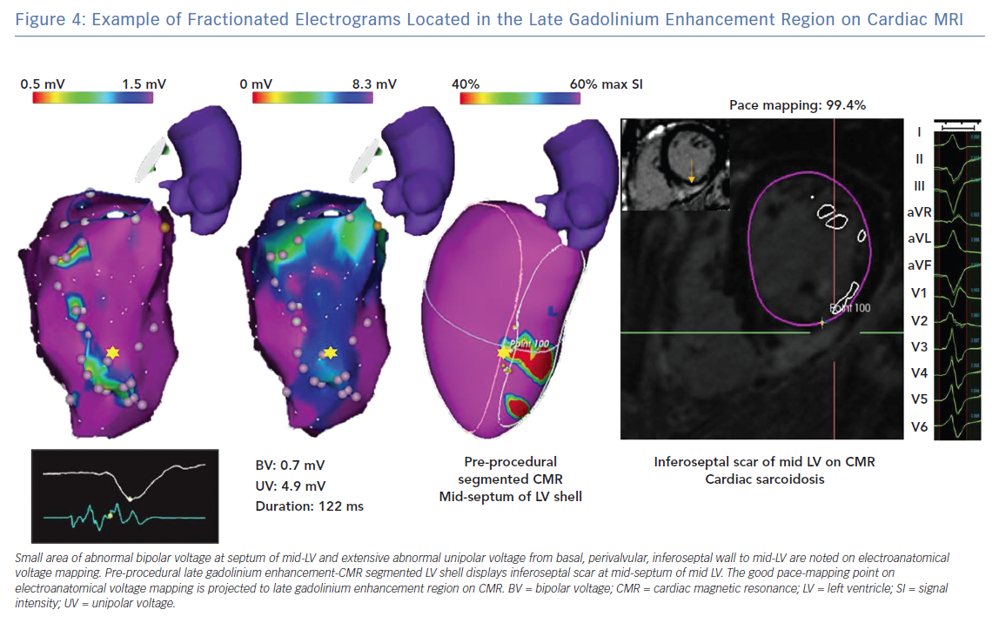 Figure 4: Example of Fractionated Electrograms Located in the Late Gadolinium Enhancement Region on Cardiac MRI
0.5 mV 1.5 mV
0 mV 8.3 mV
40% 60% max SI
Pace mapping: 99.4%
I
II
III
aVR
aVL
aVF
V1
V2
V3
V4
V5
V6
L
Point 100
Point 100
BV: 0.7 mV
UV: 4.9 mV
Duration: 122 ms
Pre-procedural
segmented CMR
Mid-septum of LV shell
Inferoseptal scar of mid LV on CMR
Cardiac sarcoidosis
Small area of abnormal bipolar voltage at septum of mid-LV and extensive abnormal unipolar voltage from basal, perivalvular, inferoseptal wall to mid-LV are noted on electroanatomical
voltage mapping. Pre-procedural late gadolinium enhancement-CMR segmented LV shell displays inferoseptal scar at mid-septum of mid LV. The good pace-mapping point on
electroanatomical voltage mapping is projected to late gadolinium enhancement region on CMR. BV = bipolar voltage; CMR = cardiac magnetic resonance; LV = left ventricle; SI = signal
intensity; UV = unipolar voltage.